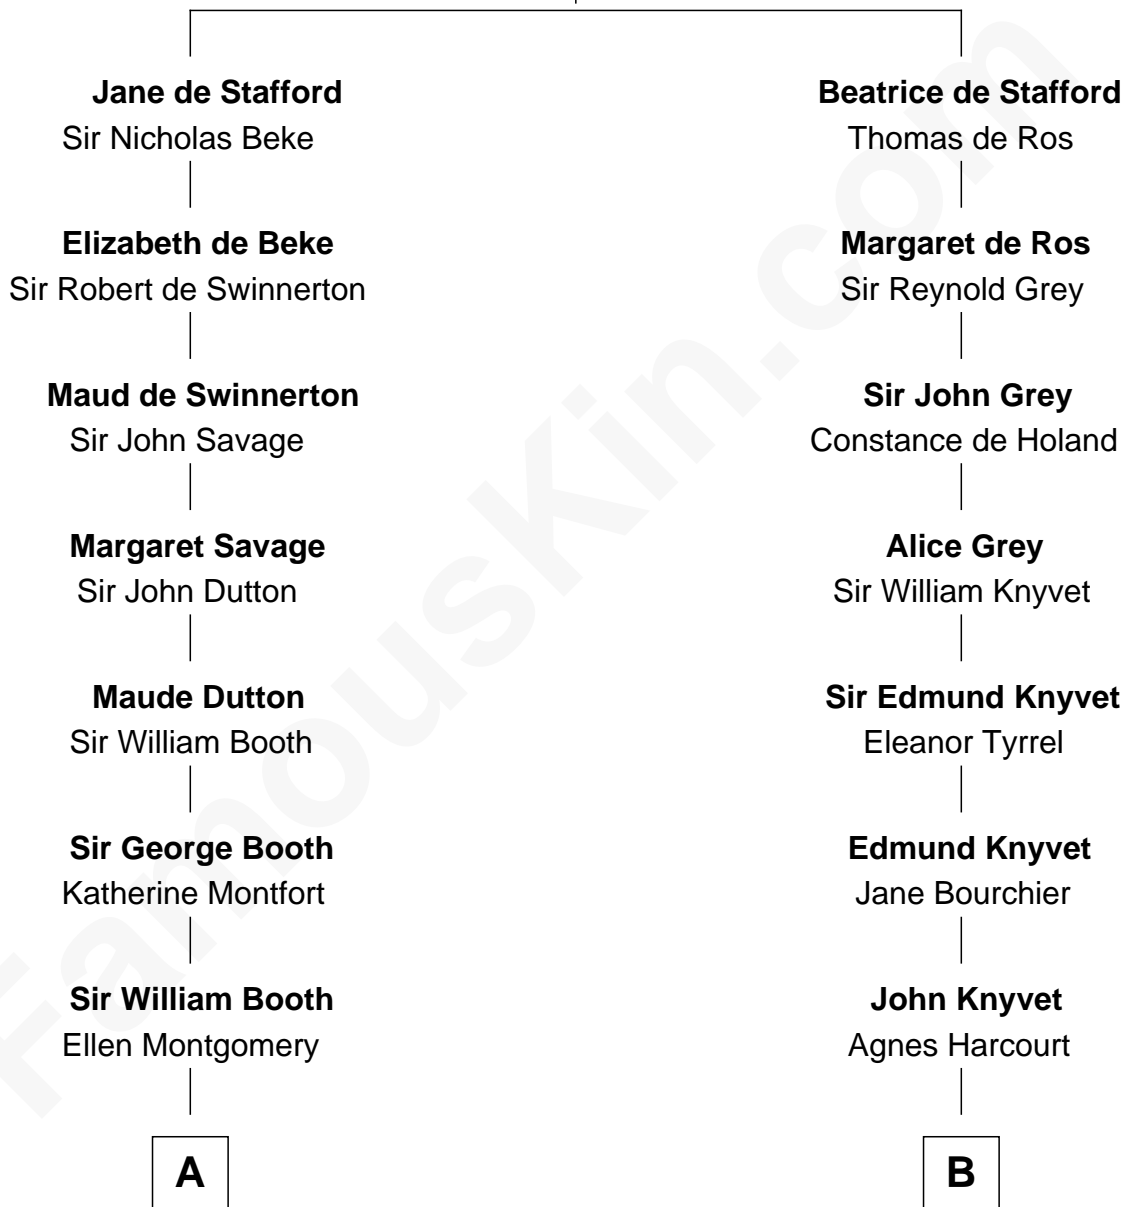 Jane de Stafford
Sir Nicholas Beke
Elizabeth de Beke
Sir Robert de Swinnerton
Maud de Swinnerton
Sir John Savage
Margaret Savage
Sir John Dutton
Maude Dutton
Sir William Booth
Sir George Booth
Katherine Montfort
Sir William Booth
Ellen Montgomery
A
Beatrice de Stafford
Thomas de Ros
Margaret de Ros
Sir Reynold Grey
Sir John Grey
Constance de Holand
Alice Grey
Sir William Knyvet
Sir Edmund Knyvet
Eleanor Tyrrel
Edmund Knyvet
Jane Bourchier
John Knyvet
Agnes Harcourt
B
FamousKin.com